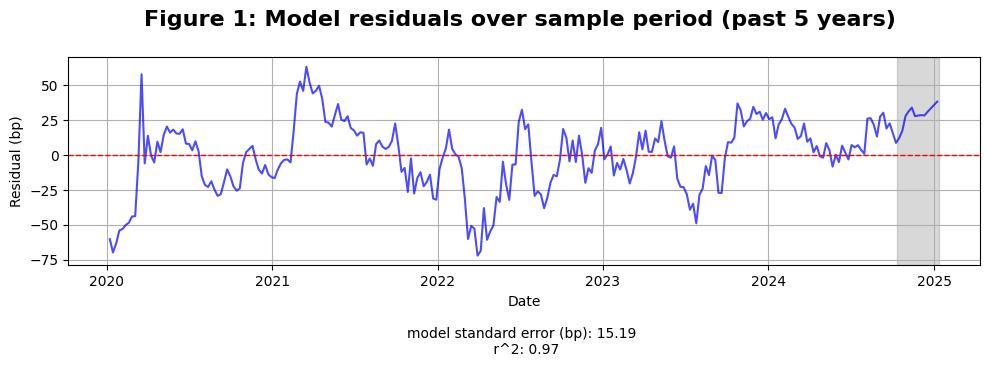 Figure 1: Model residuals over sample period (past 5 years)
Residual (bp)
50
25
0
−25
−50
−75
2020
2021
2022
2023
2024
2025
Date
model standard error (bp): 15.19
r^2: 0.97